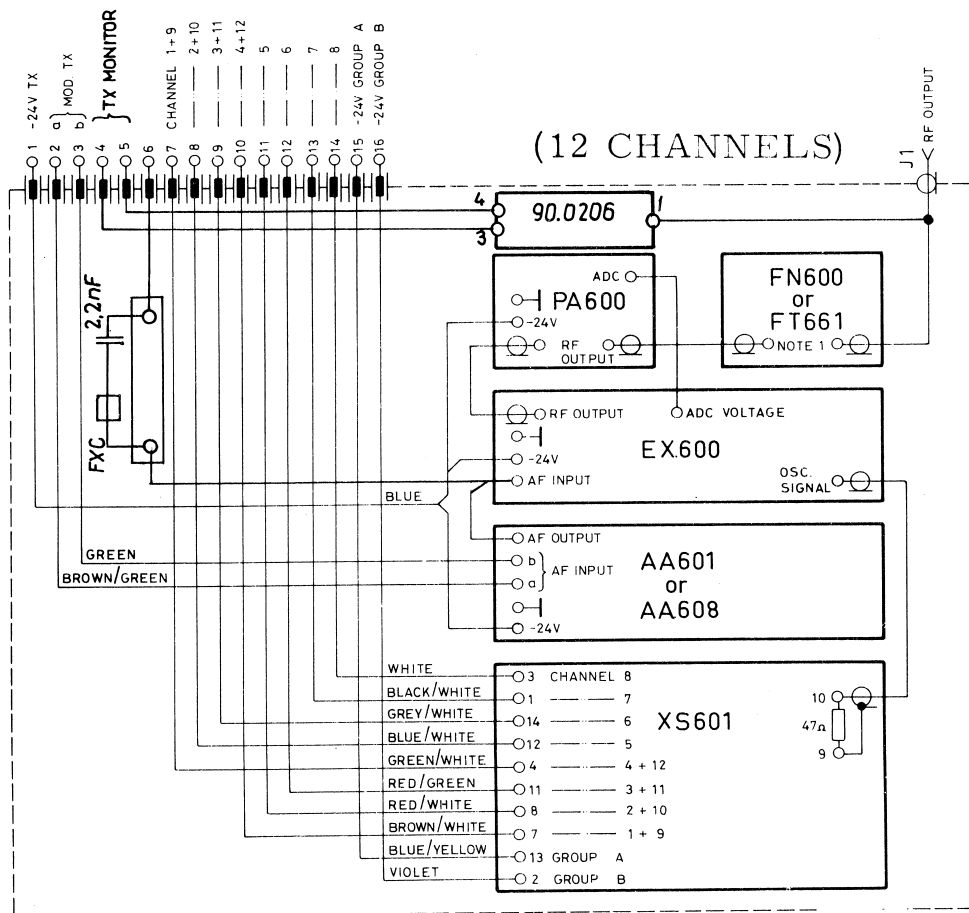 1 -24V TX
2 a
3 b
MOD. TX
4
5
TX MONITOR
6
7 CHANNEL 1+9
8 2+10
9 3+11
10 4+12
11 5
12 6
13 7
14 8
15 -24V GROUP A
16 -24V GROUP B
(12 CHANNELS)
J1
RF OUTPUT
4
3
90.0206
1
ADC
PA600
-24V
RF
OUTPUT
FN600
or
FT661
NOTE 1
2,2nF
FXC
RF OUTPUT
ADC VOLTAGE
EX.600
-24V
AF INPUT
OSC.
SIGNAL
BLUE
AF OUTPUT
GREEN
b
BROWN/GREEN
a
AF INPUT
-24V
AA601
or
AA608
WHITE
3 CHANNEL 8
BLACK/WHITE
1 7
GREY/WHITE
14 6
BLUE/WHITE
12 5
GREEN/WHITE
4 4 + 12
RED/GREEN
11 3 + 11
RED/WHITE
8 2 + 10
BROWN/WHITE
7 1 + 9
BLUE/YELLOW
13 GROUP A
VIOLET
2 GROUP B
XS601
10
47Ω
9